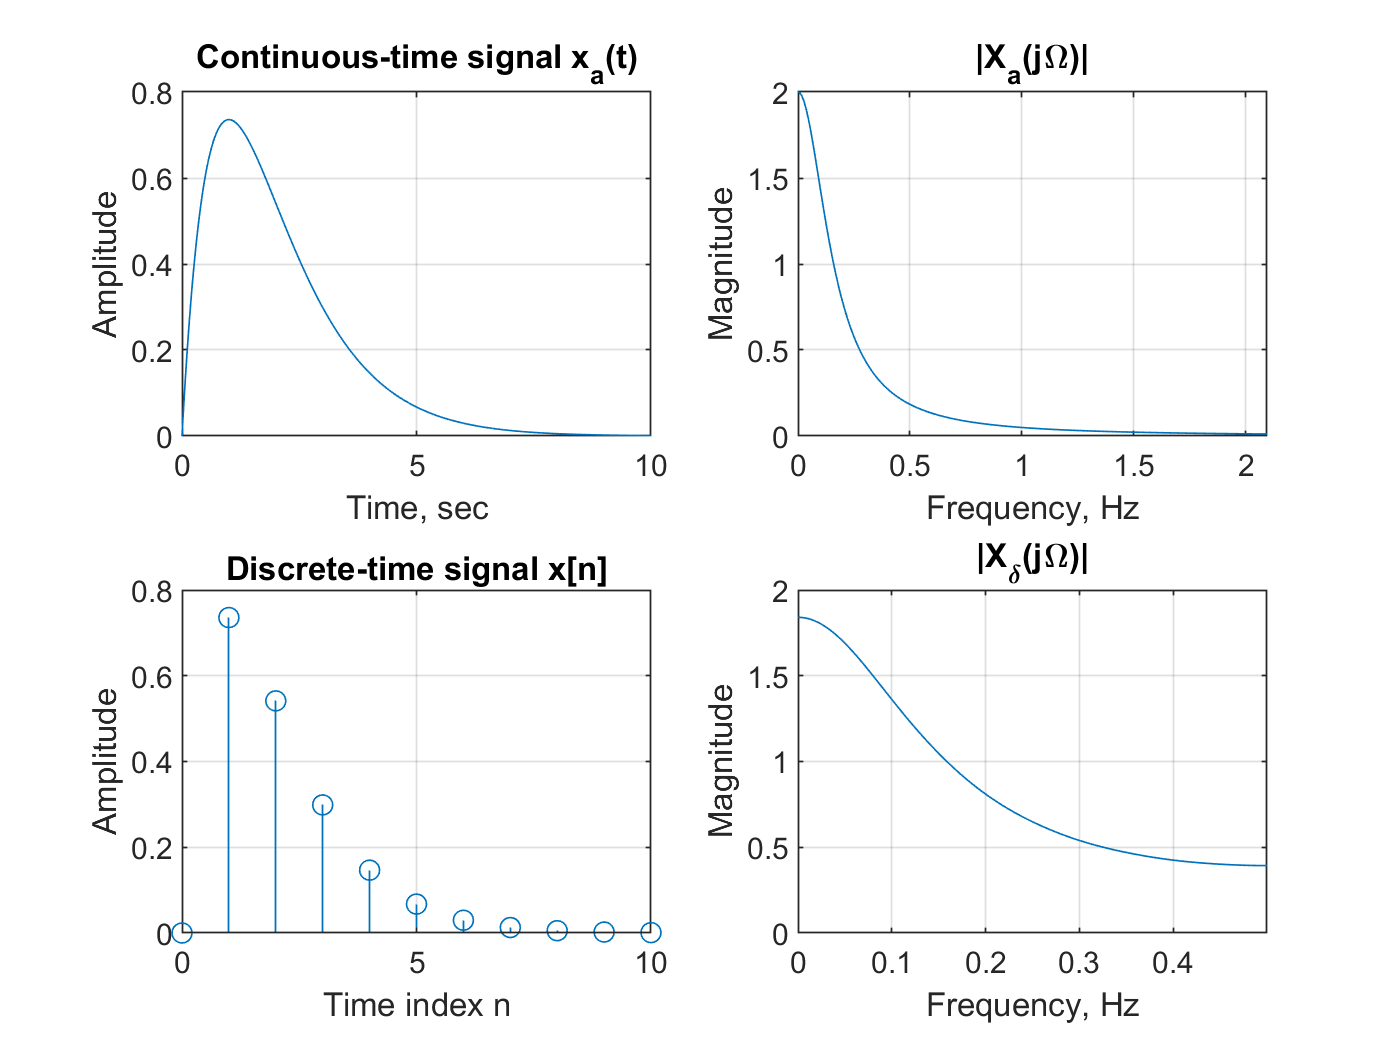 Continuous-time signal xa(t)
0.8
0.6
0.4
0.2
0
Amplitude
0 5 10
Time, sec
|Xa(jΩ)|
2
1.5
1
0.5
0
Magnitude
0 0.5 1 1.5 2
Frequency, Hz
Discrete-time signal x[n]
0.8
0.6
0.4
0.2
0
Amplitude
0 5 10
Time index n
|Xδ(jΩ)|
2
1.5
1
0.5
0
Magnitude
0 0.1 0.2 0.3 0.4
Frequency, Hz